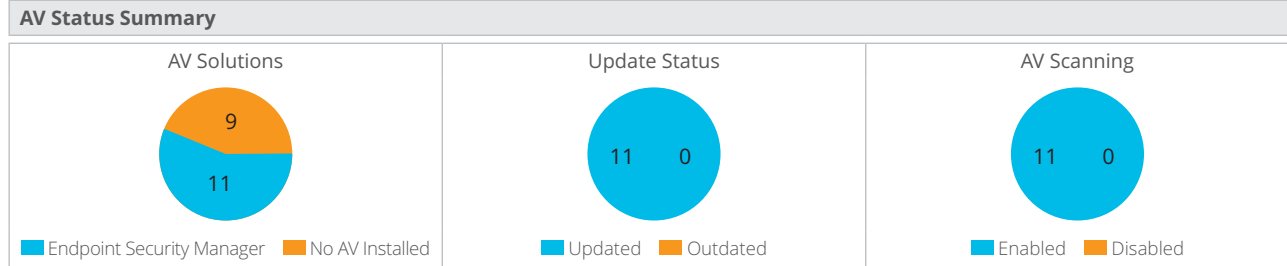 AV Status Summary
AV Solutions
9
11
Endpoint Security Manager No AV Installed
Update Status
11 0
Updated Outdated
AV Scanning
11 0
Enabled Disabled